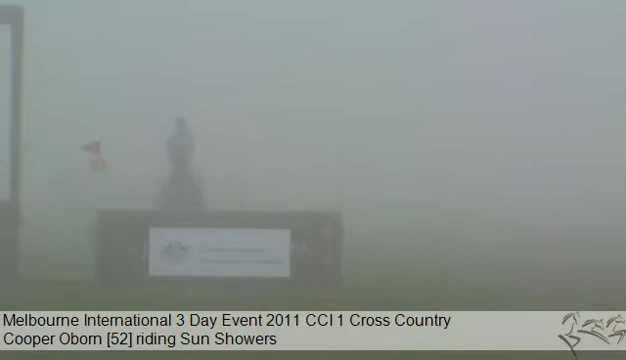 Melbourne International 3 Day Event 2011 CCI 1 Cross Country
Cooper Oborn [52] riding Sun Showers